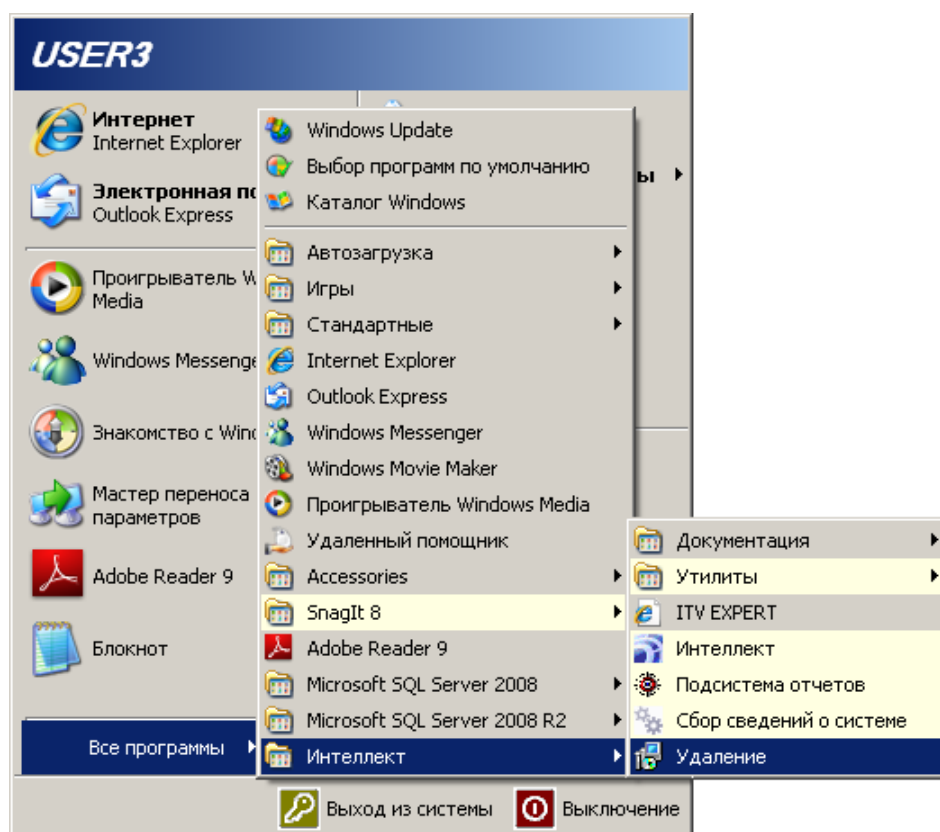 USER3
Интернет
Internet Explorer
Электронная по
Outlook Express
Проигрыватель W
Media
Windows Messenge
Знакомство с Wind
Мастер переноса
параметров
Adobe Reader 9
Блокнот
Все программы
Windows Update
Выбор программ по умолчанию
Каталог Windows
ы
Автозагрузка
Игры
Стандартные
Internet Explorer
Outlook Express
Windows Messenger
Windows Movie Maker
Проигрыватель Windows Media
Удаленный помощник
Accessories
SnagIt 8
Adobe Reader 9
Microsoft SQL Server 2008
Microsoft SQL Server 2008 R2
Интеллект
Документация
Утилиты
ITV EXPERT
Интеллект
Подсистема отчетов
Сбор сведений о системе
Удаление
Выход из системы
Выключение